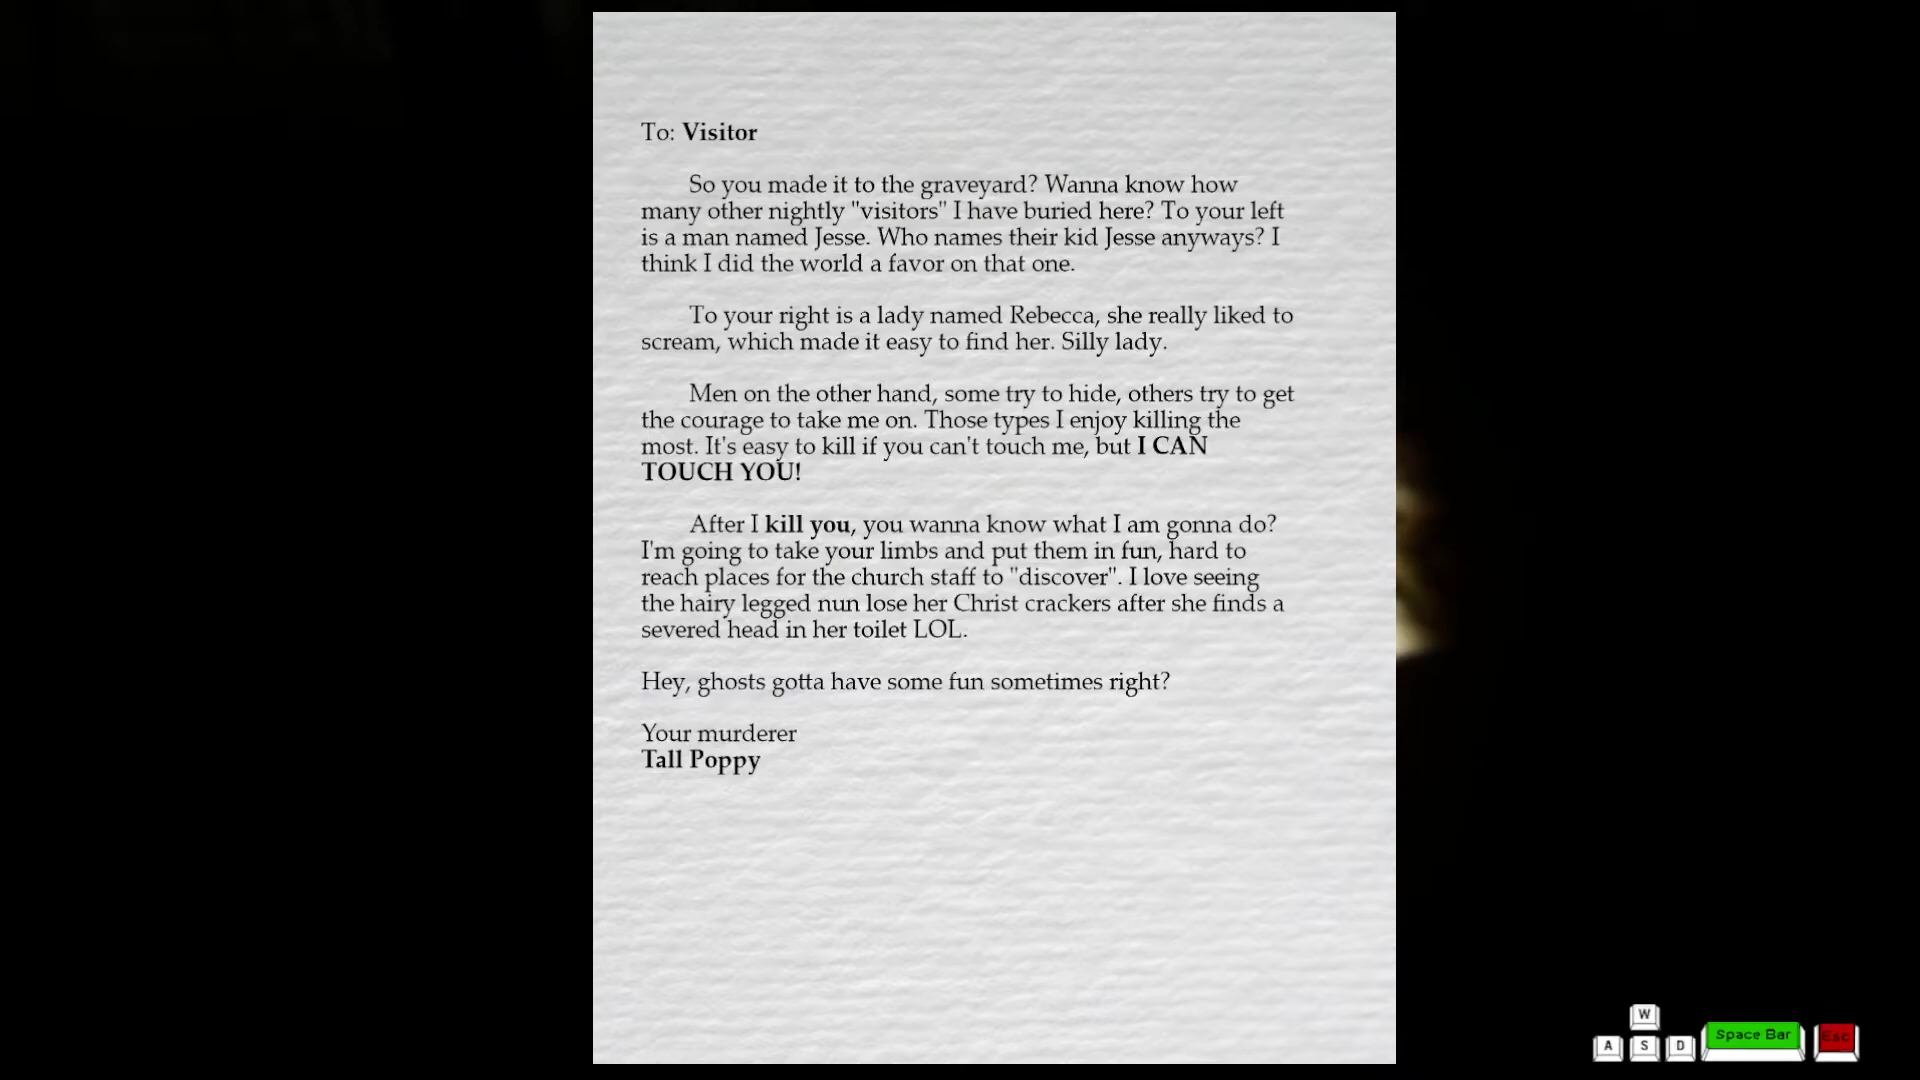 To: Visitor
So you made it to the graveyard? Wanna know how
many other nightly "visitors" I have buried here? To your left
is a man named Jesse. Who names their kid Jesse anyways? I
think I did the world a favor on that one.
To your right is a lady named Rebecca, she really liked to
scream, which made it easy to find her. Silly lady.
Men on the other hand, some try to hide, others try to get
the courage to take me on. Those types I enjoy killing the
most. It's easy to kill if you can't touch me, but I CAN
TOUCH YOU!
After I kill you, you wanna know what I am gonna do?
I'm going to take your limbs and put them in fun, hard to
reach places for the church staff to "discover". I love seeing
the hairy legged nun lose her Christ crackers after she finds a
severed head in her toilet LOL.
Hey, ghosts gotta have some fun sometimes right?
Your murderer
Tall Poppy
W
A S D Space Bar Esc